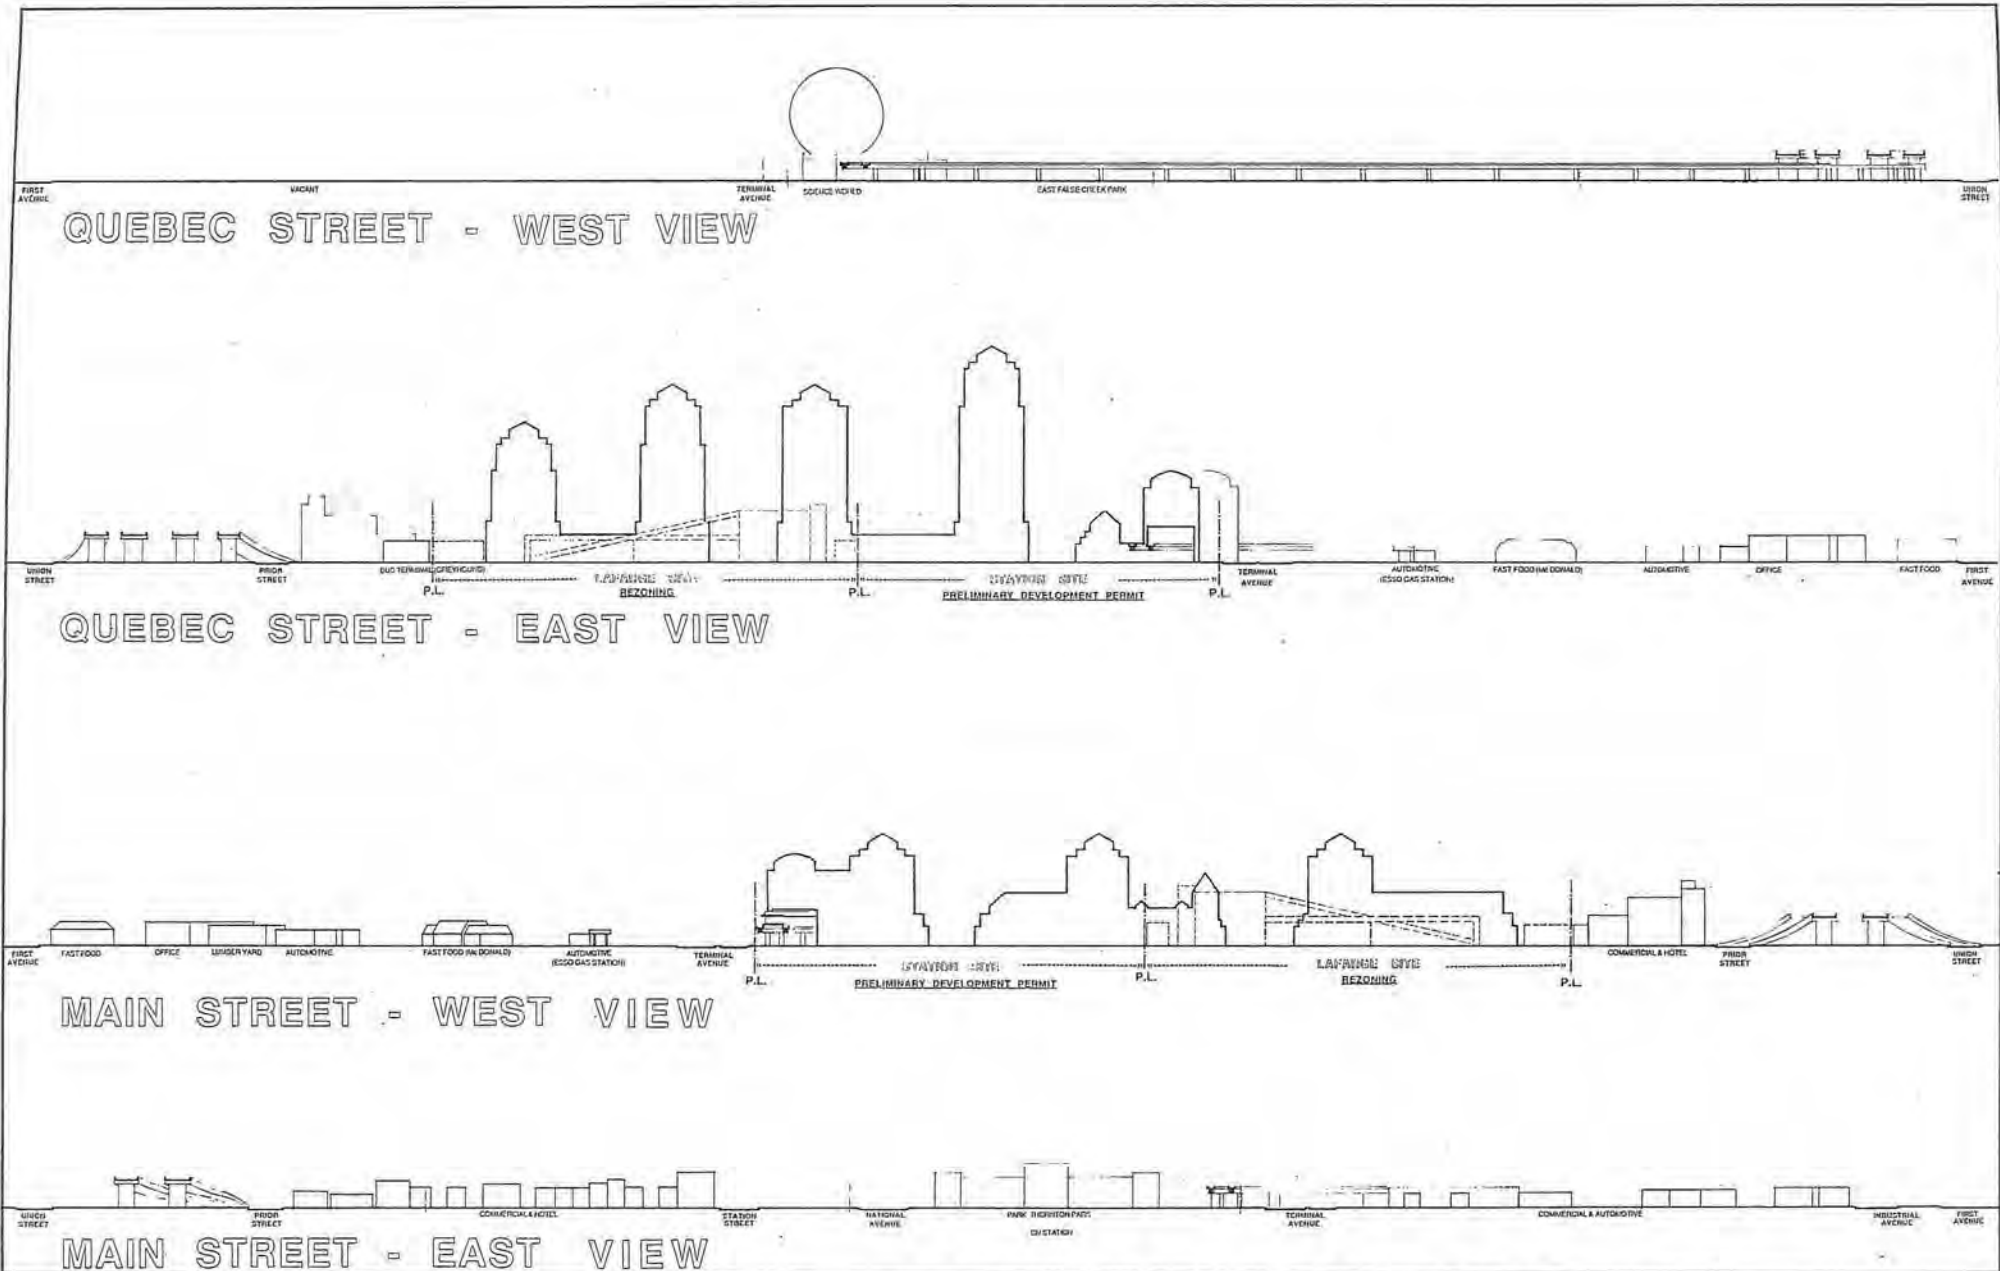 FIRST AVENUE
VACANT
TERMINAL AVENUE
SCIENCE WORLD
EAST FALSE CREEK PARK
UNION STREET
QUEBEC STREET - WEST VIEW
UNION STREET
PRIOR STREET
BUS TERMINAL (GREYHOUND)
P.L.
LAFARGE SITE
REZONING
P.L.
STATION SITE
PRELIMINARY DEVELOPMENT PERMIT
P.L.
TERMINAL AVENUE
AUTOMOTIVE
(ESSO GAS STATION)
FAST FOOD (McDONALD)
AUTOMOTIVE
OFFICE
FAST FOOD
FIRST AVENUE
QUEBEC STREET - EAST VIEW
FIRST AVENUE
FAST FOOD
OFFICE
LUMBER YARD
AUTOMOTIVE
FAST FOOD (McDONALD)
AUTOMOTIVE
(ESSO GAS STATION)
TERMINAL AVENUE
P.L.
STATION SITE
PRELIMINARY DEVELOPMENT PERMIT
P.L.
LAFARGE SITE
REZONING
P.L.
COMMERCIAL & HOTEL
PRIOR STREET
UNION STREET
MAIN STREET - WEST VIEW
UNION STREET
PRIOR STREET
COMMERCIAL & HOTEL
STATION STREET
NATIONAL AVENUE
PARK THORNTON PARK
CN STATION
TERMINAL AVENUE
COMMERCIAL & AUTOMOTIVE
INDUSTRIAL AVENUE
FIRST AVENUE
MAIN STREET - EAST VIEW